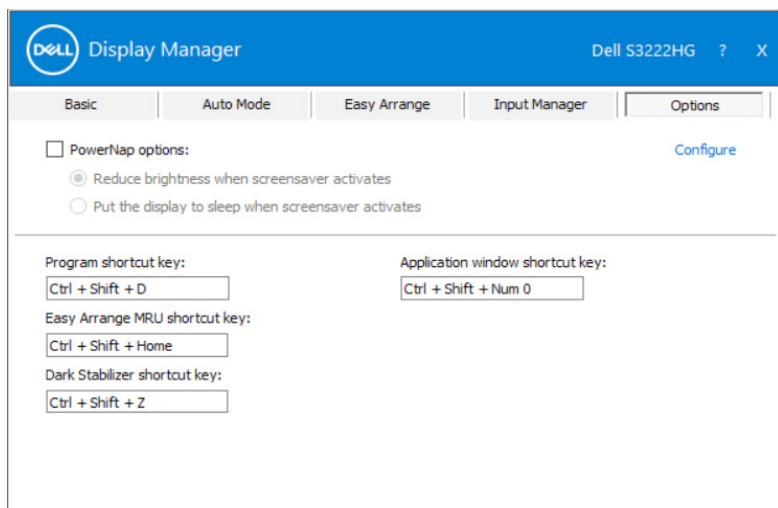 DELL Display Manager Dell S3222HG ? X
Basic Auto Mode Easy Arrange Input Manager Options
PowerNap options: Configure
Reduce brightness when screensaver activates
Put the display to sleep when screensaver activates
Program shortcut key: Application window shortcut key:
Ctrl + Shift + D Ctrl + Shift + Num 0
Easy Arrange MRU shortcut key:
Ctrl + Shift + Home
Dark Stabilizer shortcut key:
Ctrl + Shift + Z